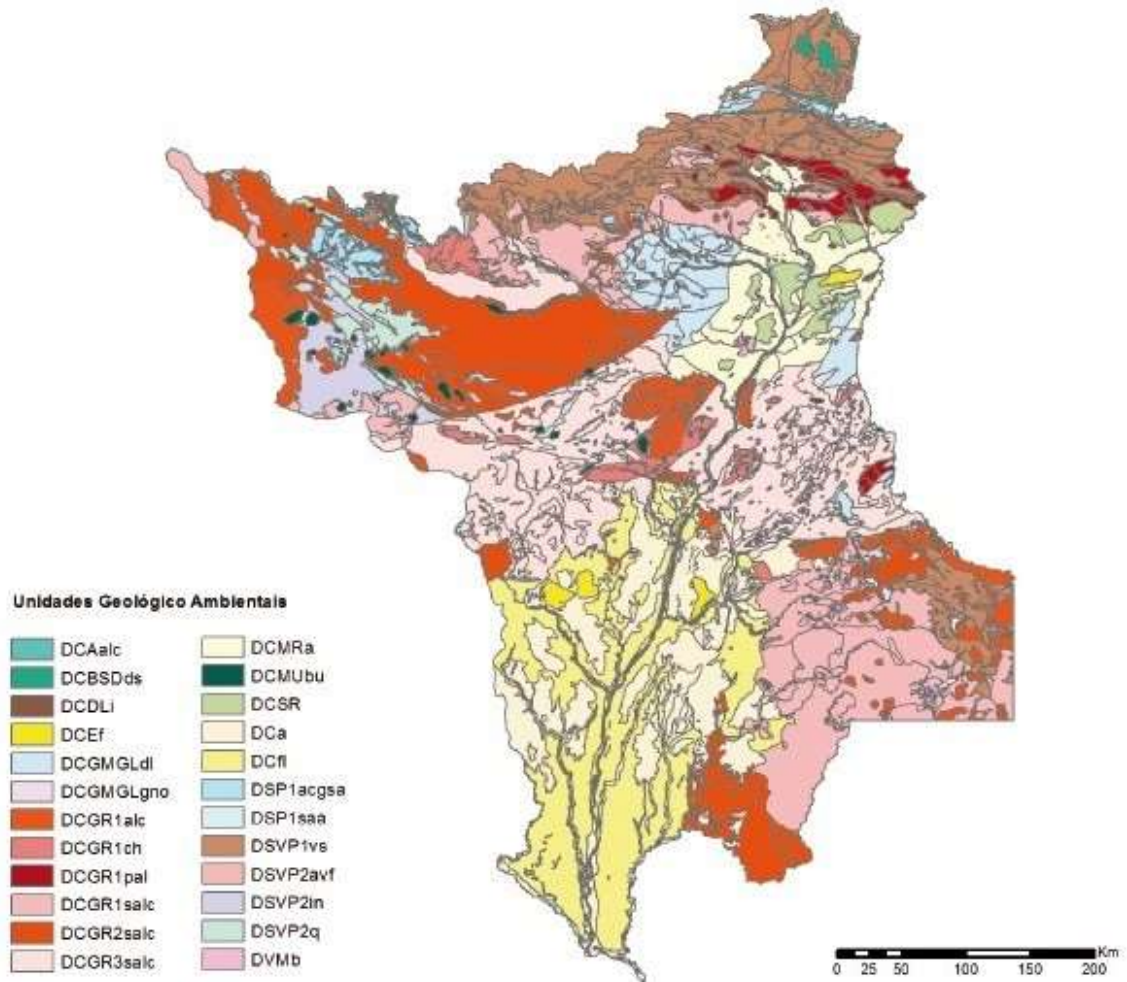 Unidades Geológico Ambientais
DCAalc
DCBSDds
DCDLi
DCEf
DCGMGLdl
DCGMGLgno
DCGR1alc
DCGR1ch
DCGR1pal
DCGR1salc
DCGR2salc
DCGR3salc
DCMRa
DCMUbu
DCSR
DCa
DCfl
DSP1acgsa
DSP1saa
DSVP1vs
DSVP2avf
DSVP2in
DSVP2q
DVMb
Km
0 25 50 100 150 200